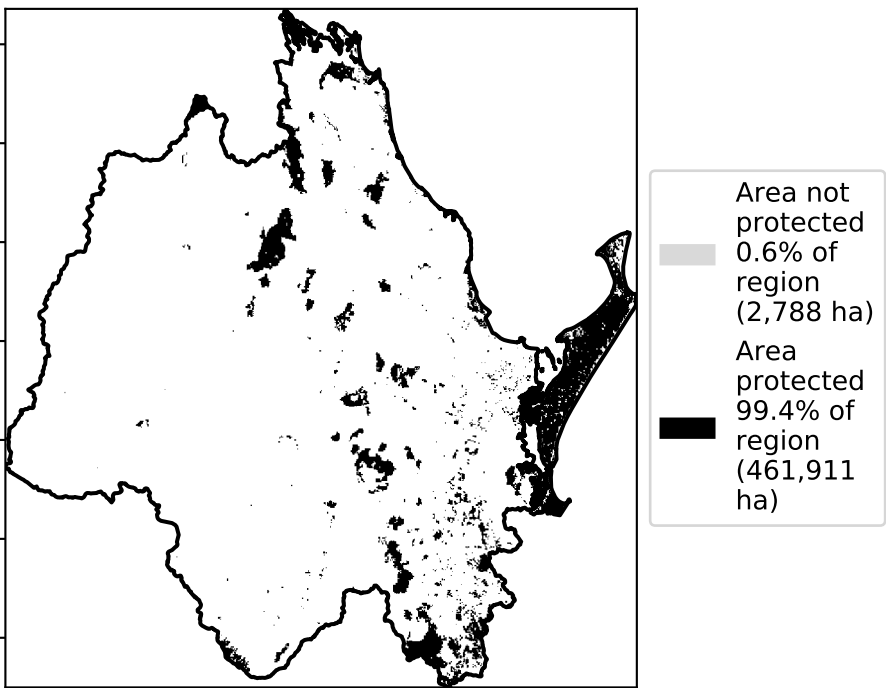 Area not
protected
0.6% of
region
(2,788 ha)
Area
protected
99.4% of
region
(461,911
ha)